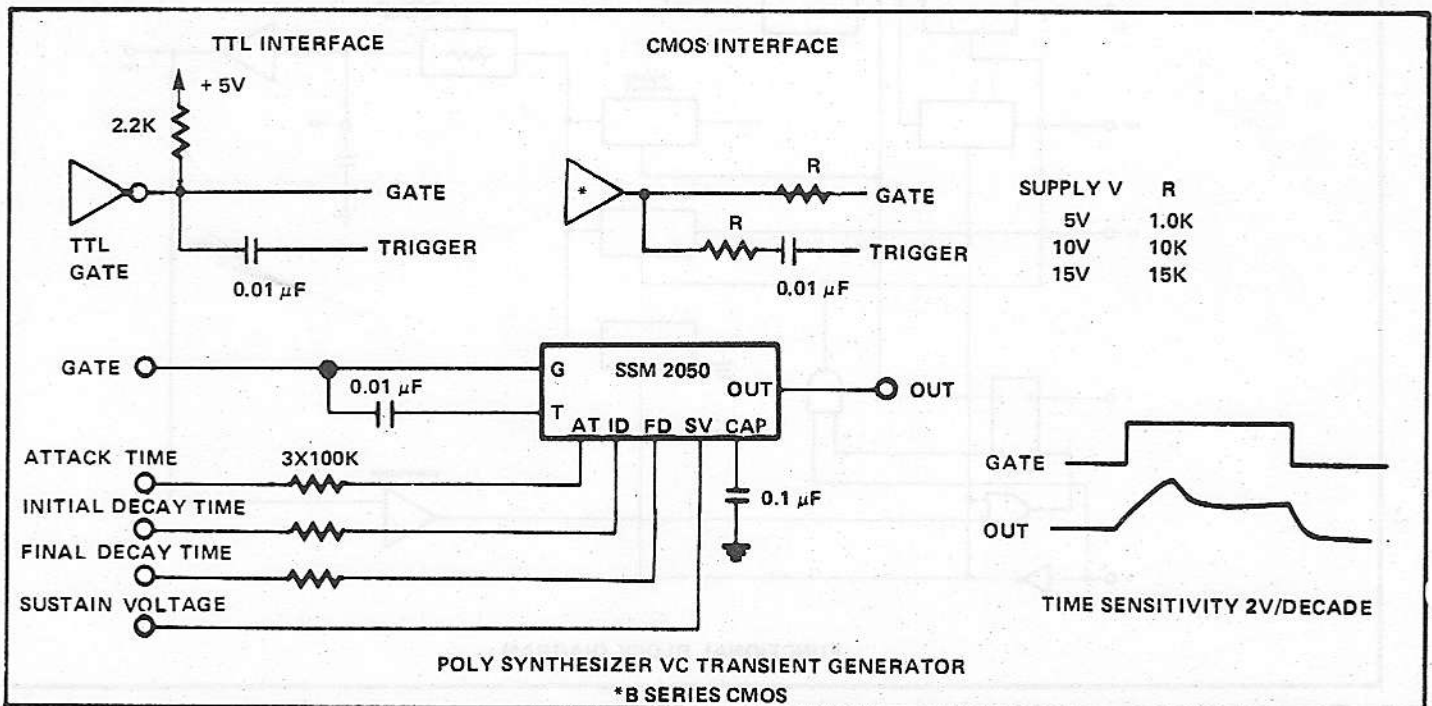 TTL INTERFACE
+ 5V
2.2K
GATE
TTL
GATE
TRIGGER
0.01 µF
CMOS INTERFACE
*
R
GATE
R
TRIGGER
0.01 µF
SUPPLY V R
5V 1.0K
10V 10K
15V 15K
GATE
0.01 µF
G
SSM 2050
OUT
OUT
T
AT ID FD SV CAP
ATTACK TIME
3X100K
INITIAL DECAY TIME
FINAL DECAY TIME
SUSTAIN VOLTAGE
0.1 µF
GATE
OUT
TIME SENSITIVITY 2V/DECADE
POLY SYNTHESIZER VC TRANSIENT GENERATOR
*B SERIES CMOS